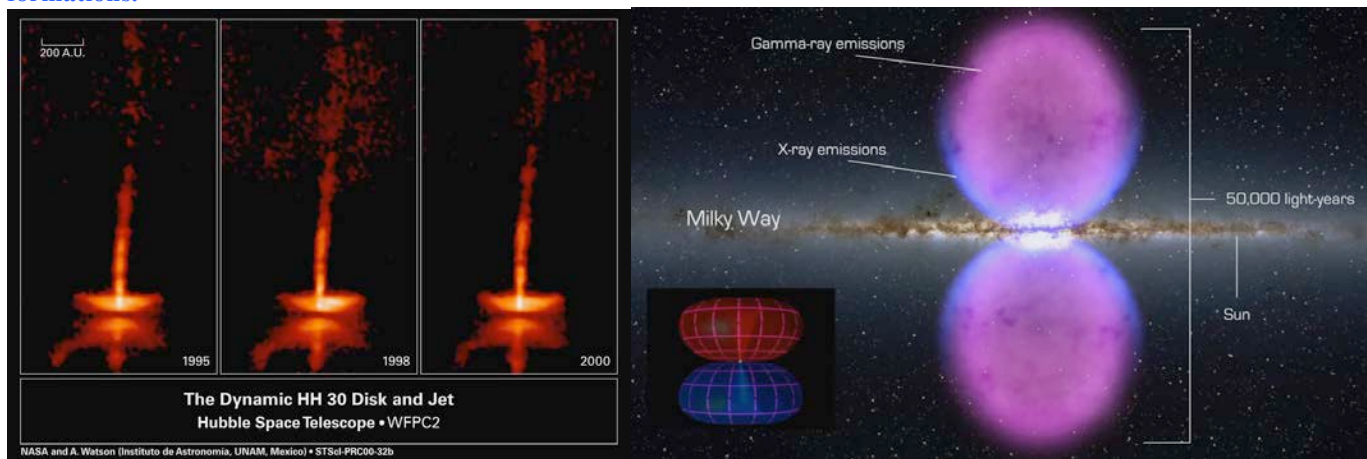 formations.
200 A.U.
1995
1998
2000
The Dynamic HH 30 Disk and Jet
Hubble Space Telescope • WFPC2
NASA and A. Watson (Instituto de Astronomía, UNAM, Mexico) • STScI-PRC00-32b
Gamma-ray emissions
X-ray emissions
Milky Way
50,000 light-years
Sun